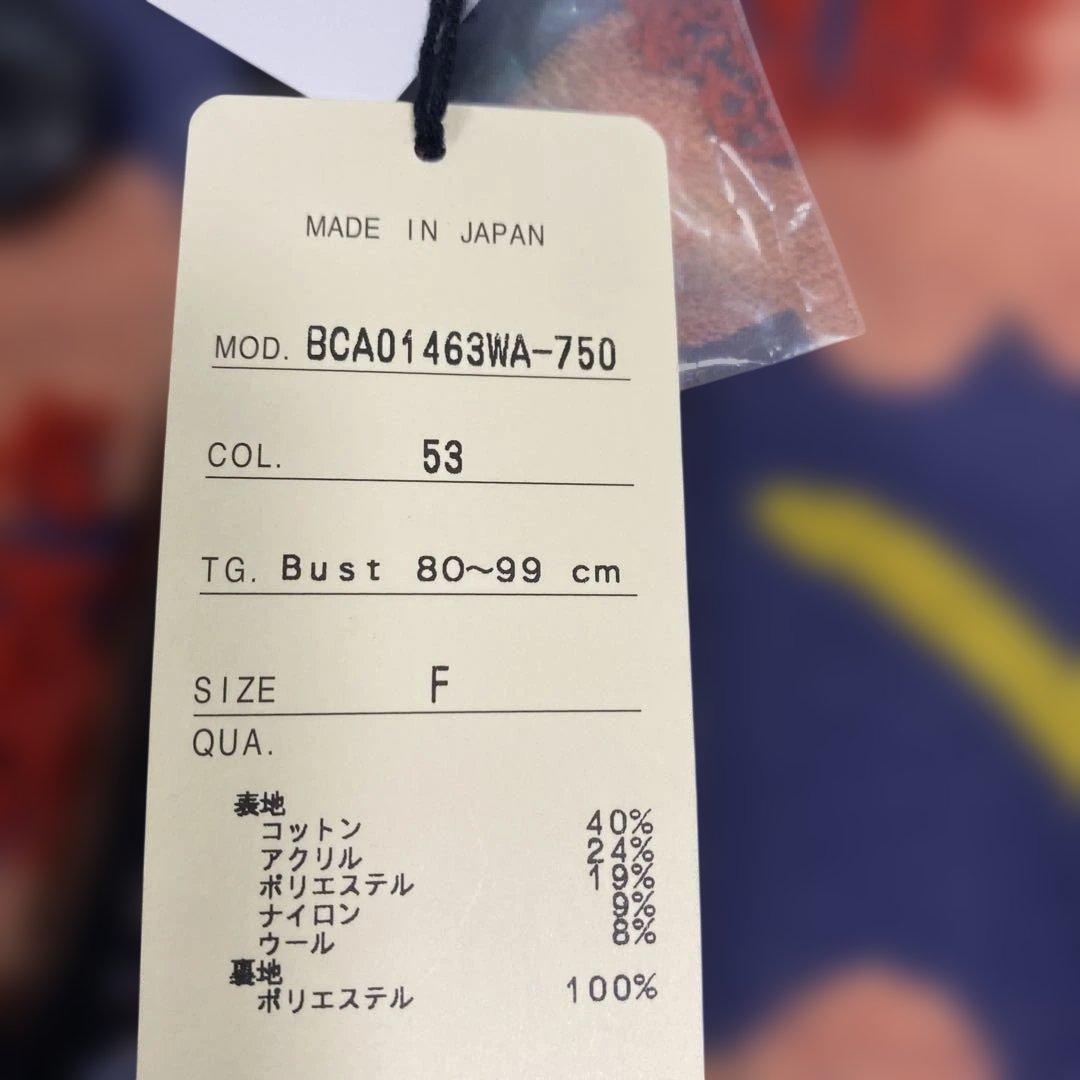 MADE IN JAPAN
MOD. BCA01463WA-750
COL. 53
TG. Bust 80～99 cm
SIZE F
QUA.
表地
コットン 40%
アクリル 24%
ポリエステル 19%
ナイロン 9%
ウール 8%
裏地
ポリエステル 100%